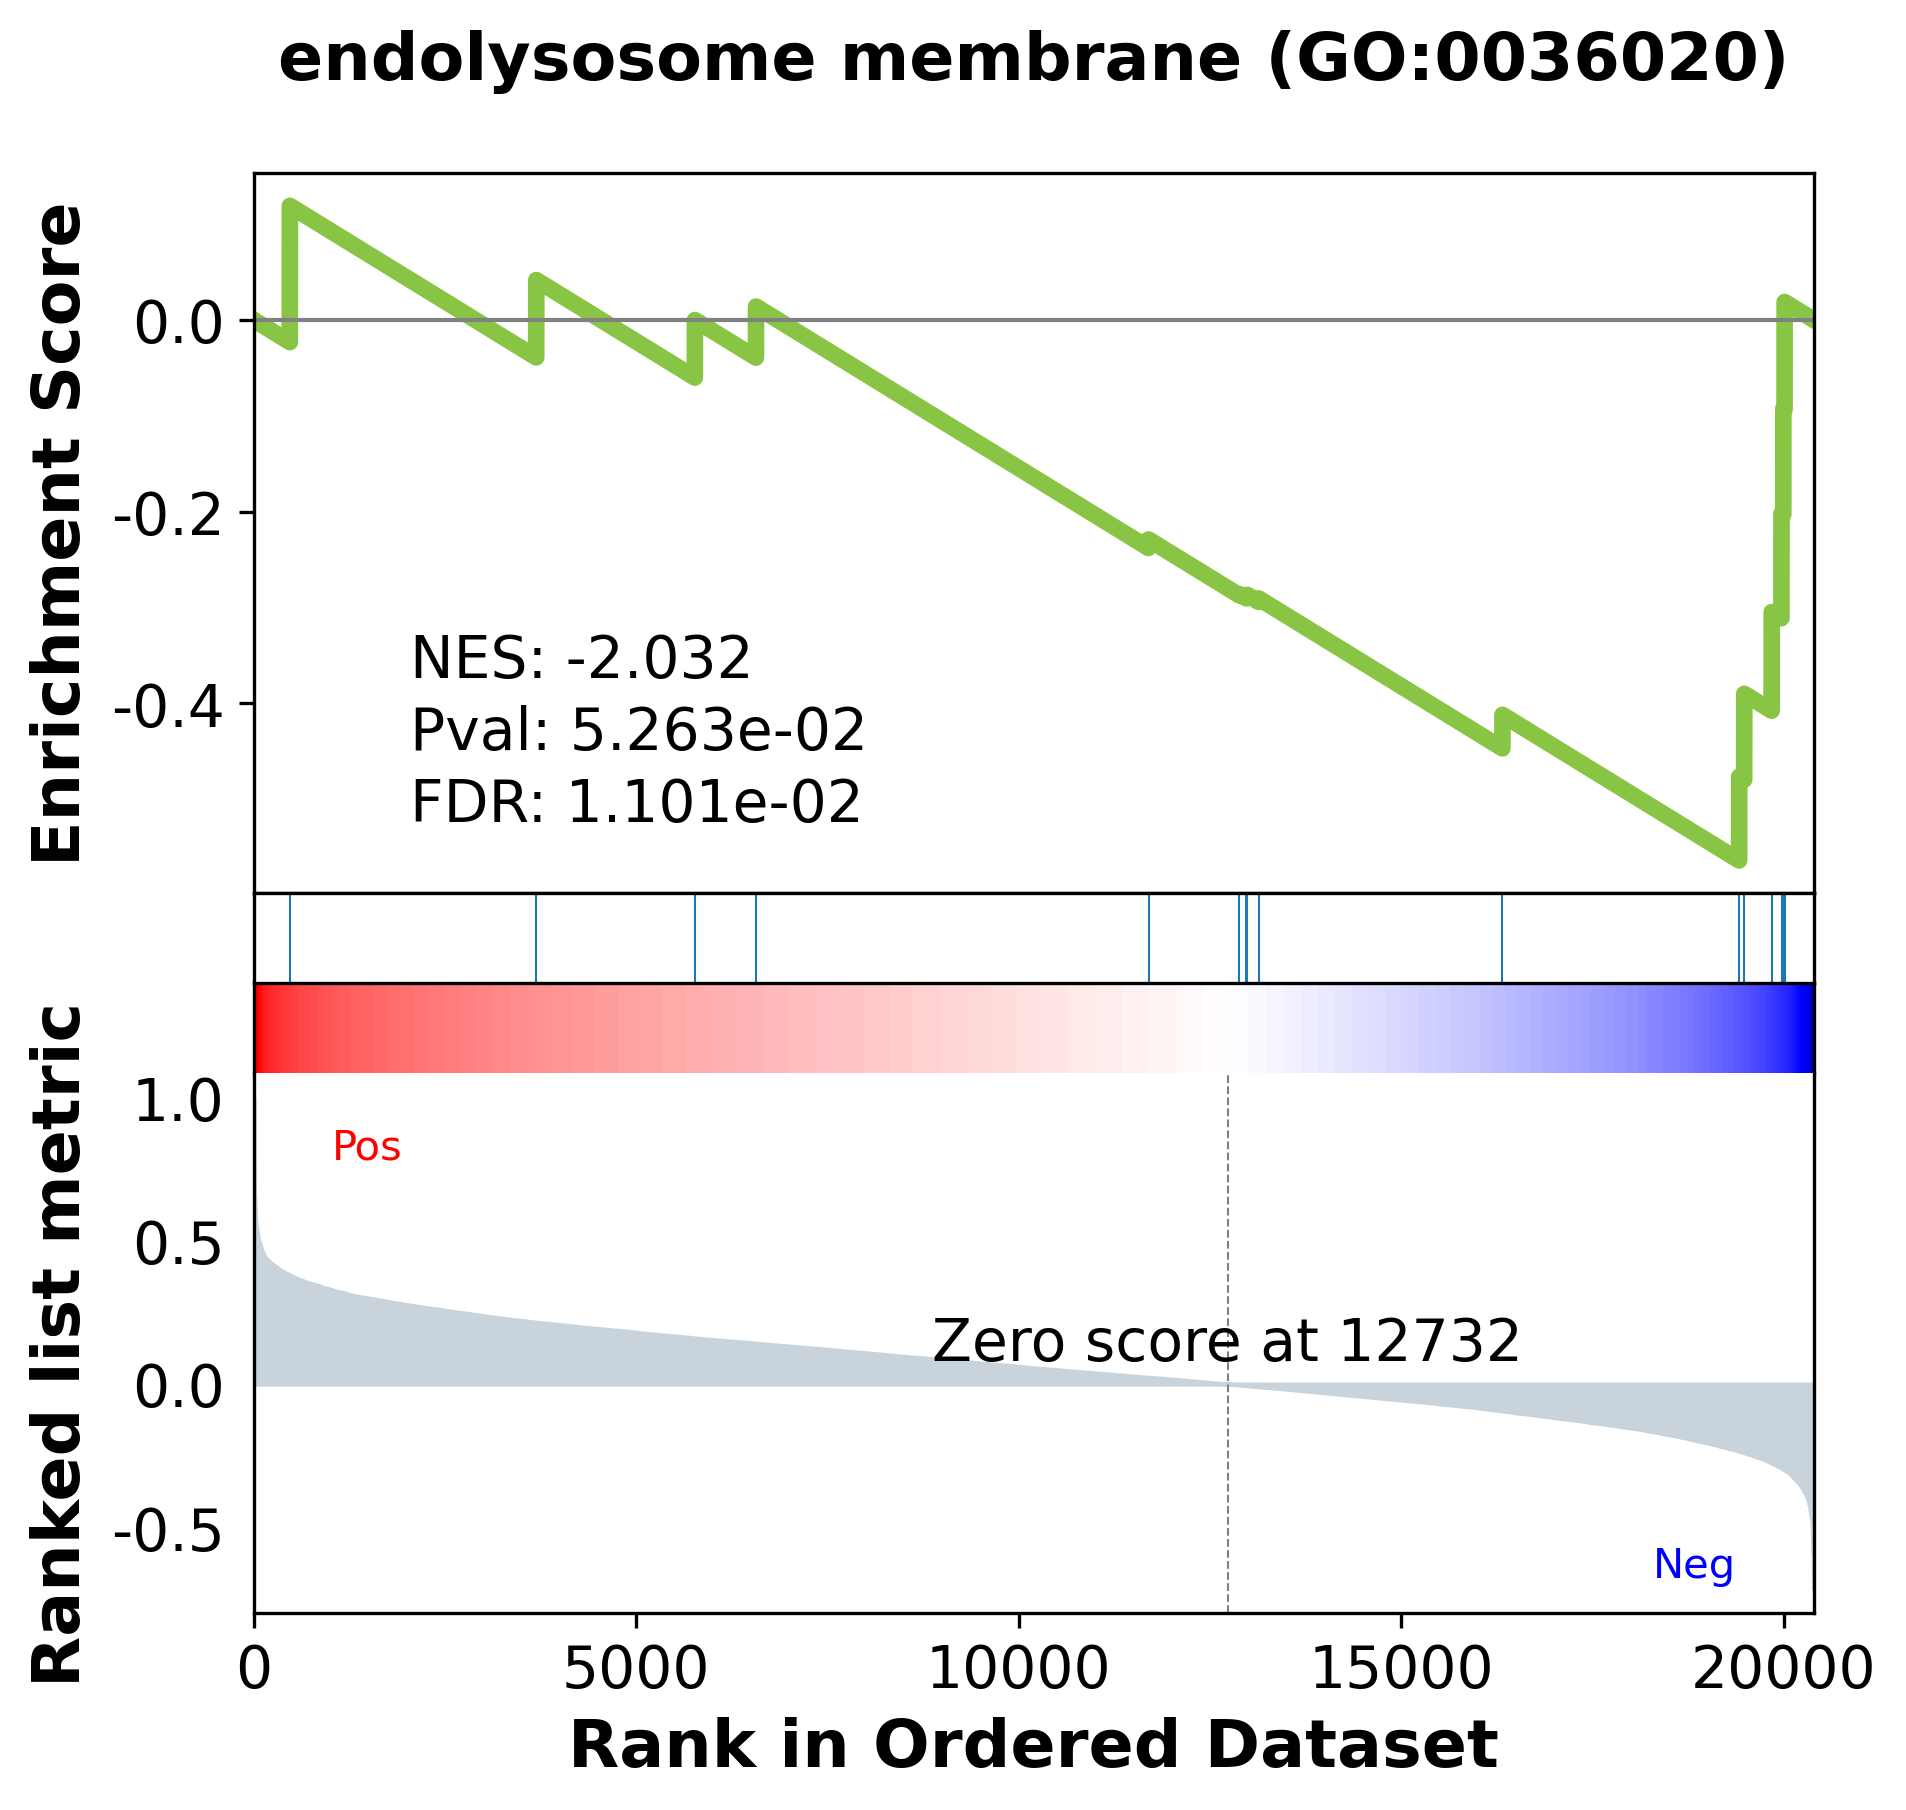 endolysosome membrane (GO:0036020)
Enrichment Score
0.0
-0.2
-0.4
NES: -2.032
Pval: 5.263e-02
FDR: 1.101e-02
Ranked list metric
1.0
0.5
0.0
-0.5
Pos
Zero score at 12732
Neg
0 5000 10000 15000 20000
Rank in Ordered Dataset